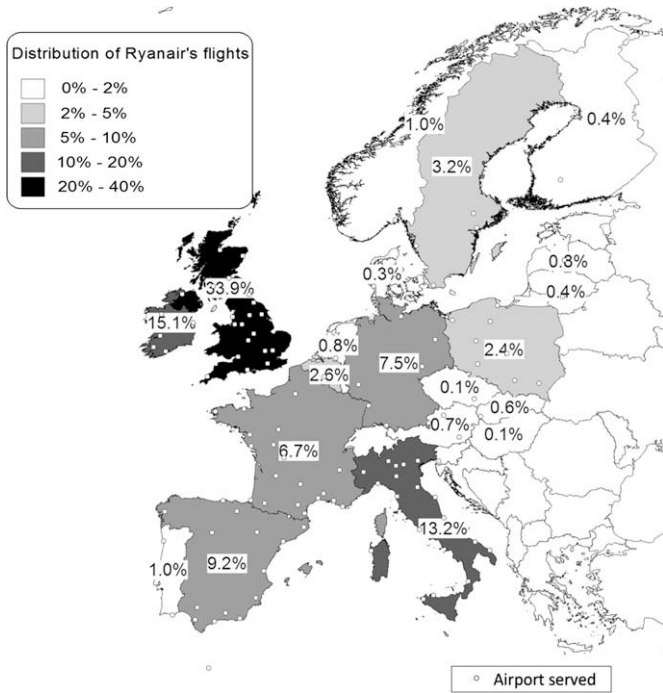 Distribution of Ryanair's flights
0% - 2%
2% - 5%
5% - 10%
10% - 20%
20% - 40%
1.0%
0.4%
3.2%
0.8%
0.3%
0.4%
33.9%
15.1%
0.8%
7.5%
2.4%
2.6%
0.1%
0.6%
0.7%
0.1%
6.7%
13.2%
1.0%
9.2%
Airport served